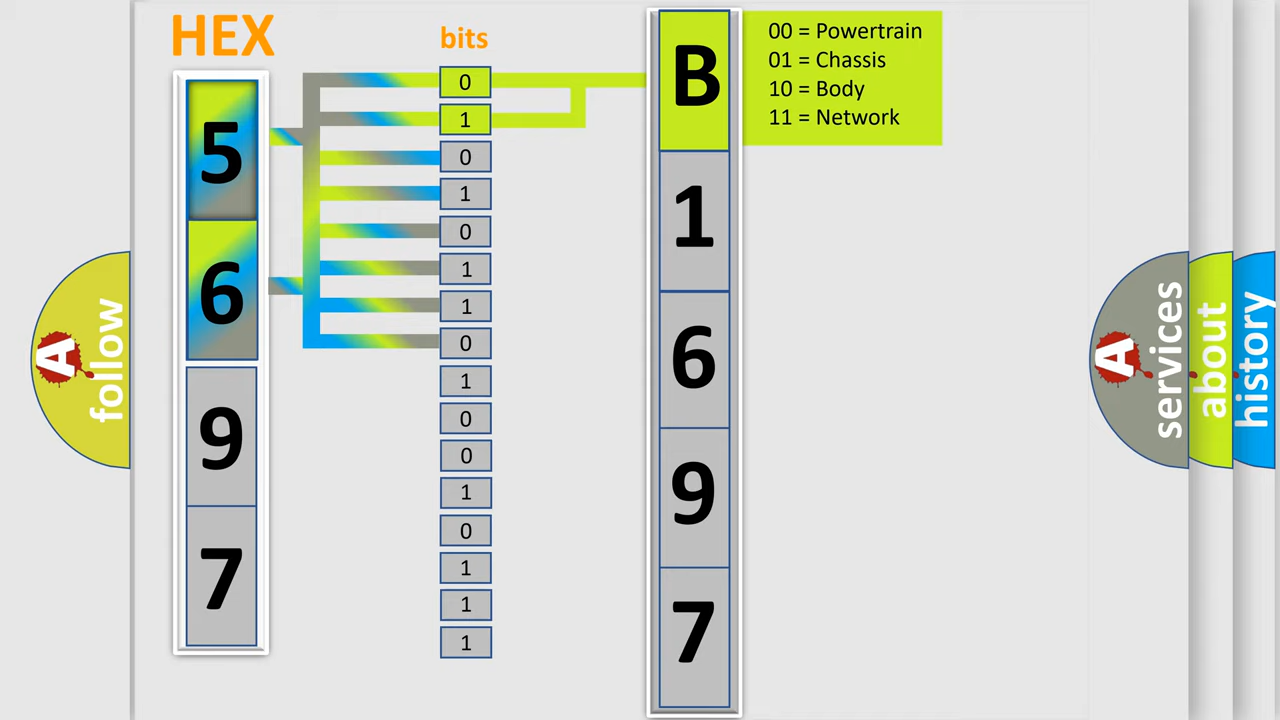 HEX
bits
5
6
9
7
0
1
0
1
0
1
1
0
1
0
0
1
0
1
1
1
B
1
6
9
7
00 = Powertrain
01 = Chassis
10 = Body
11 = Network
A
follow
A
services
about
history